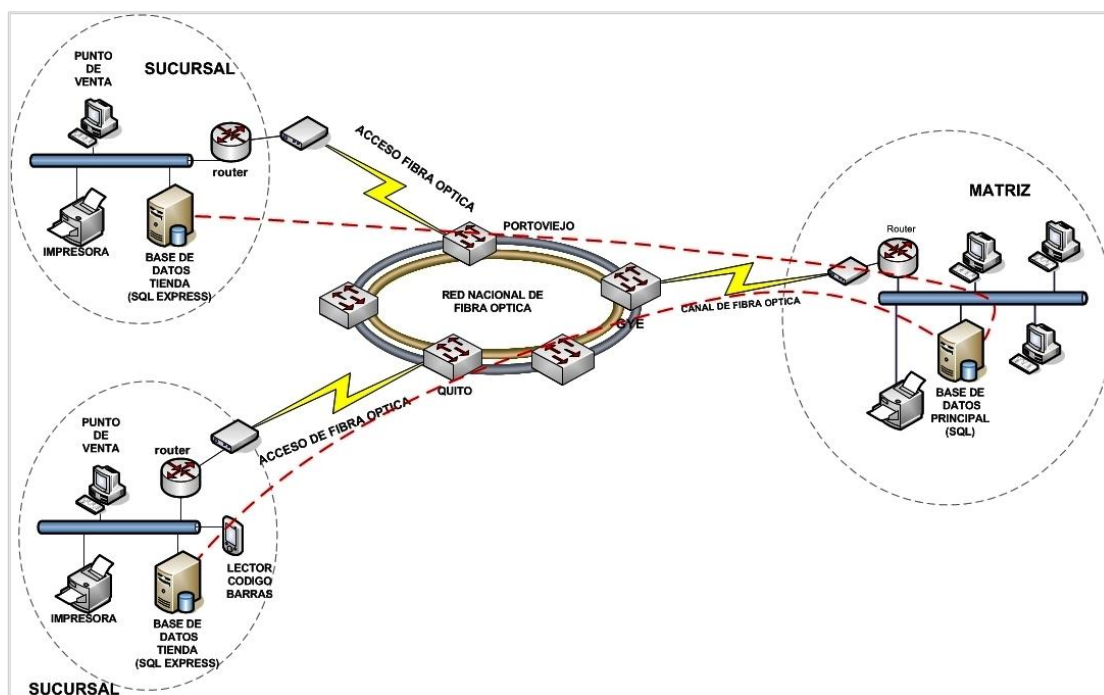 PUNTO
DE
VENTA
SUCURSAL
router
IMPRESORA
BASE DE
DATOS
TIENDA
(SQL EXPRESS)
ACCESO FIBRA OPTICA
PORTOVIEJO
RED NACIONAL DE
FIBRA OPTICA
GYE
QUITO
CANAL DE FIBRA OPTICA
MATRIZ
Router
BASE DE
DATOS
PRINCIPAL
(SQL)
ACCESO DE FIBRA OPTICA
PUNTO
DE
VENTA
router
LECTOR
CODIGO
BARRAS
IMPRESORA
BASE DE
DATOS
TIENDA
(SQL EXPRESS)
SUCURSAL